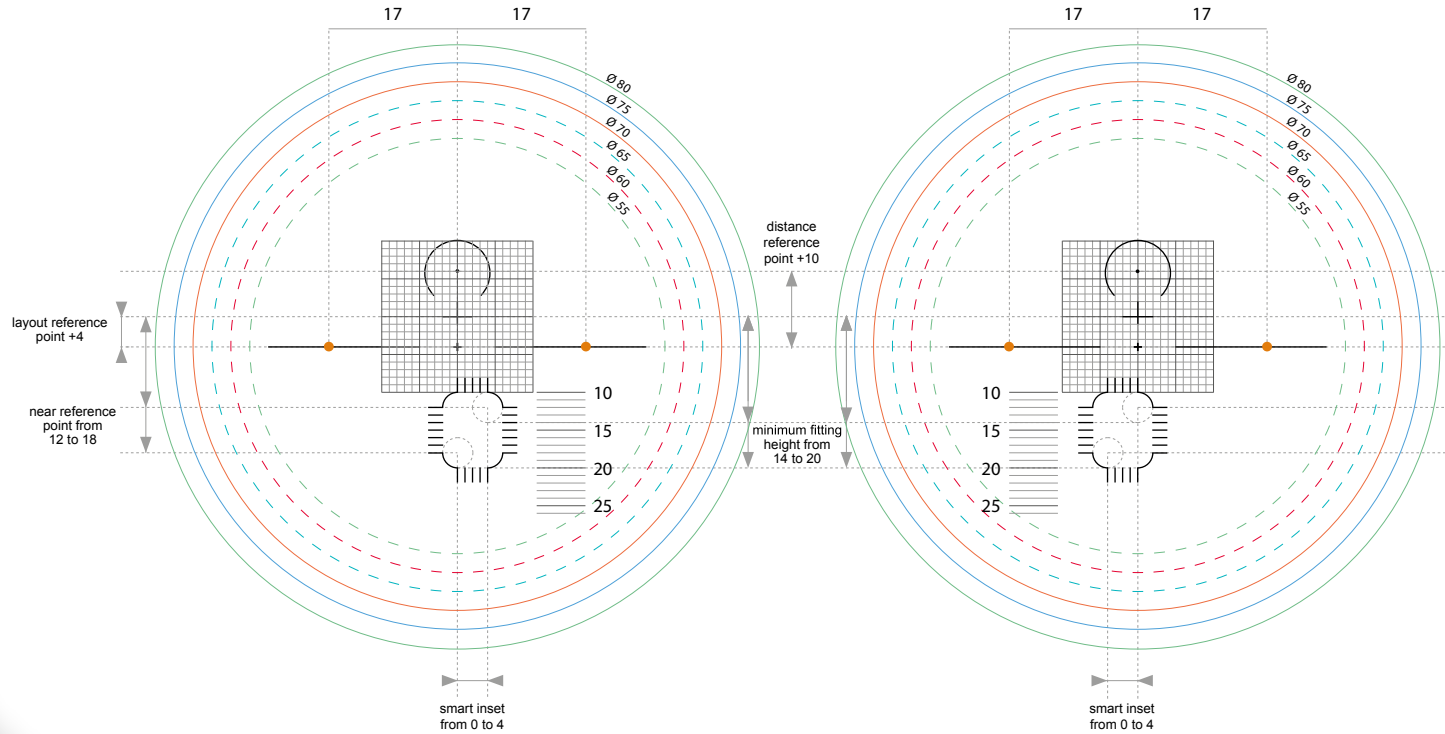 17
17
17
17
Ø 80
Ø 75
Ø 70
Ø 65
Ø 60
Ø 55
Ø 80
Ø 75
Ø 70
Ø 65
Ø 60
Ø 55
distance
reference
point +10
layout reference
point +4
near reference
point from
12 to 18
10
15
20
25
minimum fitting
height from
14 to 20
10
15
20
25
smart inset
from 0 to 4
smart inset
from 0 to 4